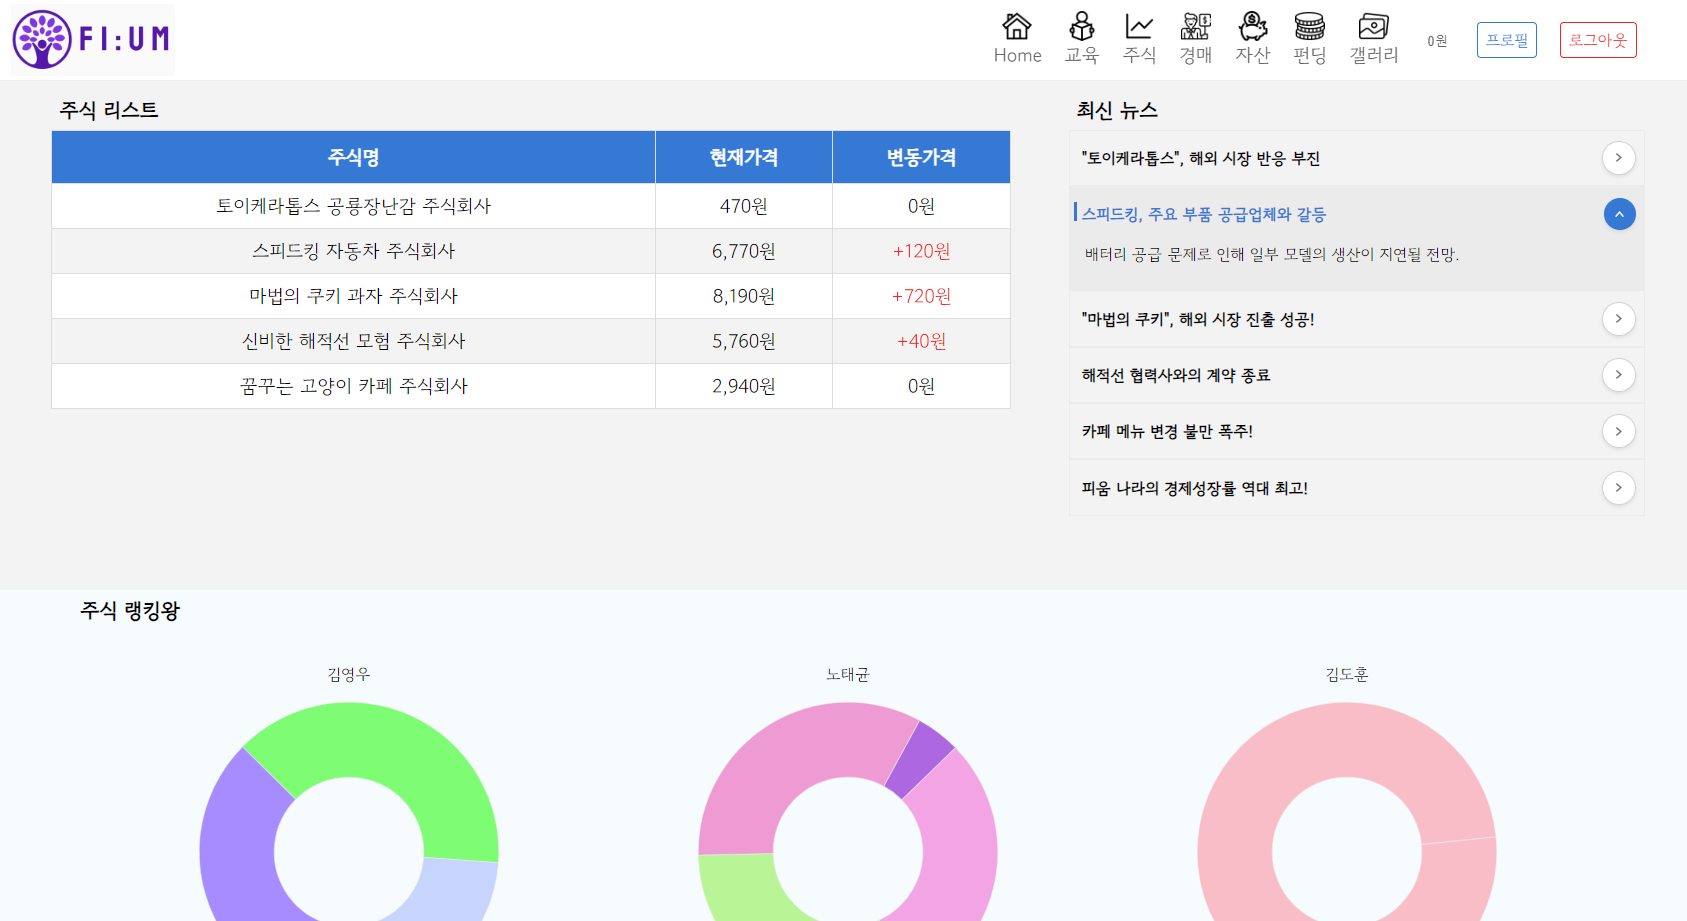 FI:UM
Home 교육 주식 경매 자산 펀딩 갤러리 0원 프로필 로그아웃
주식 리스트
주식명 현재가격 변동가격
토이케라톱스 공룡장난감 주식회사 470원 0원
스피드킹 자동차 주식회사 6,770원 +120원
마법의 쿠키 과자 주식회사 8,190원 +720원
신비한 해적선 모험 주식회사 5,760원 +40원
꿈꾸는 고양이 카페 주식회사 2,940원 0원
최신 뉴스
"토이케라톱스", 해외 시장 반응 부진
스피드킹, 주요 부품 공급업체와 갈등
배터리 공급 문제로 인해 일부 모델의 생산이 지연될 전망.
"마법의 쿠키", 해외 시장 진출 성공!
해적선 협력사와의 계약 종료
카페 메뉴 변경 불만 폭주!
피움 나라의 경제성장률 역대 최고!
주식 랭킹왕
김영우 노태균 김도훈